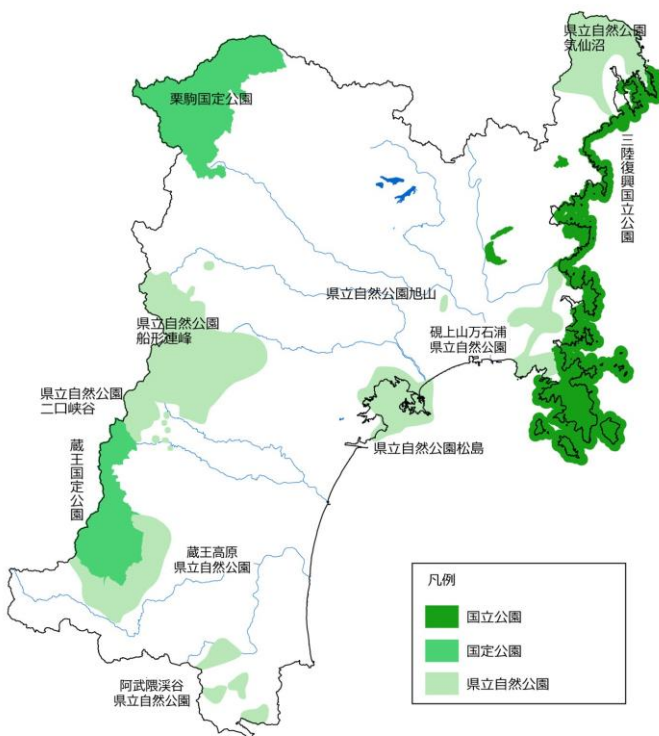 県立自然公園
気仙沼
栗駒国定公園
三陸復興国立公園
県立自然公園旭山
県立自然公園
船形連峰
硯上山万石浦
県立自然公園
県立自然公園
二口峡谷
県立自然公園松島
蔵王国定公園
蔵王高原
県立自然公園
阿武隈渓谷
県立自然公園
凡例
国立公園
国定公園
県立自然公園